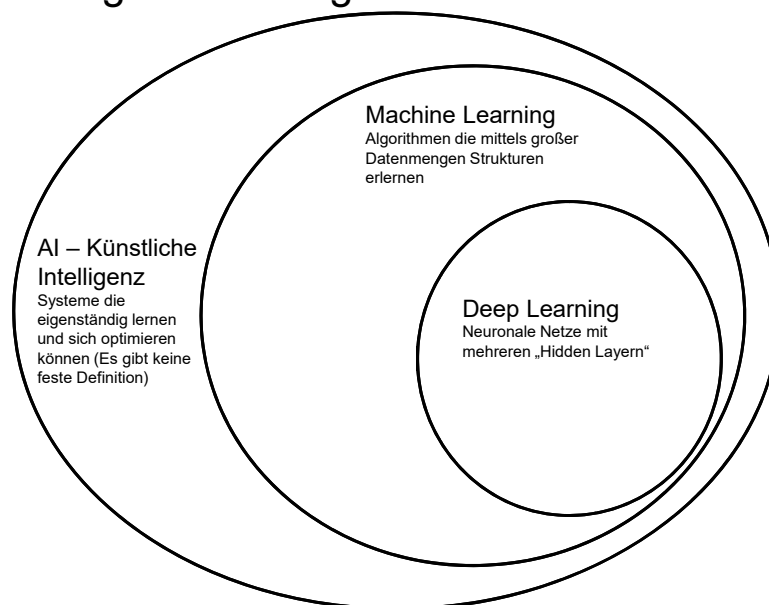 Machine Learning
Algorithmen die mittels großer
Datenmengen Strukturen
erlernen
AI – Künstliche
Intelligenz
Systeme die
eigenständig lernen
und sich optimieren
können (Es gibt keine
feste Definition)
Deep Learning
Neuronale Netze mit
mehreren „Hidden Layern“